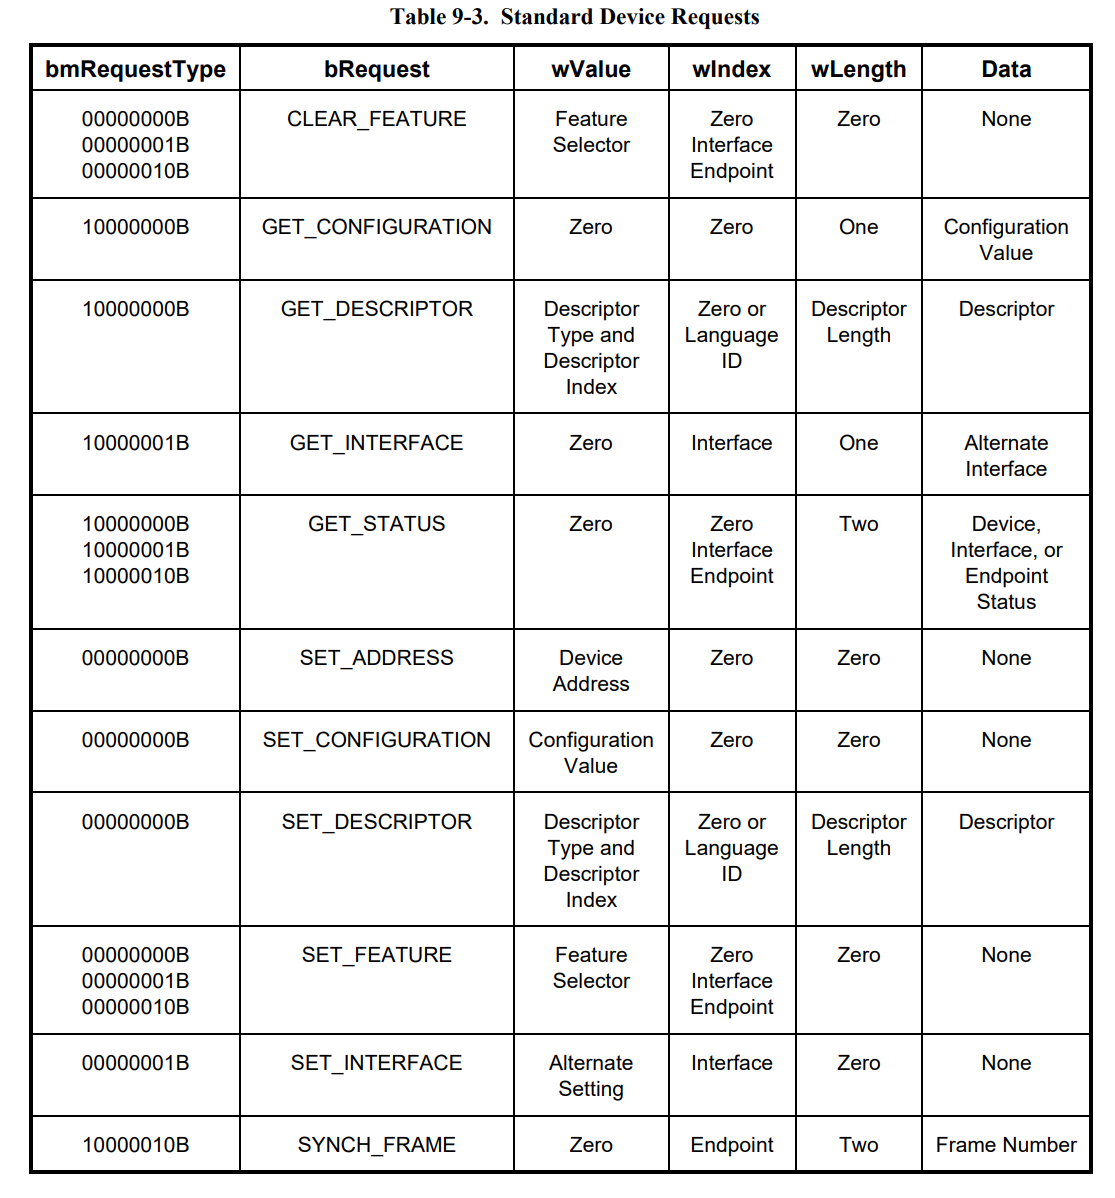 Table 9-3. Standard Device Requests
bmRequestType bRequest wValue wIndex wLength Data
00000000B CLEAR_FEATURE Feature Zero Zero None
00000001B Selector Interface
00000010B Endpoint
10000000B GET_CONFIGURATION Zero Zero One Configuration
Value
10000000B GET_DESCRIPTOR Descriptor Zero or Descriptor Descriptor
Type and Language Length
Descriptor ID
Index
10000001B GET_INTERFACE Zero Interface One Alternate
Interface
10000000B GET_STATUS Zero Zero Two Device,
10000001B Interface Interface, or
10000010B Endpoint Endpoint
Status
00000000B SET_ADDRESS Device Zero Zero None
Address
00000000B SET_CONFIGURATION Configuration Zero Zero None
Value
00000000B SET_DESCRIPTOR Descriptor Zero or Descriptor Descriptor
Type and Language Length
Descriptor ID
Index
00000000B SET_FEATURE Feature Zero Zero None
00000001B Selector Interface
00000010B Endpoint
00000001B SET_INTERFACE Alternate Interface Zero None
Setting
10000010B SYNCH_FRAME Zero Endpoint Two Frame Number